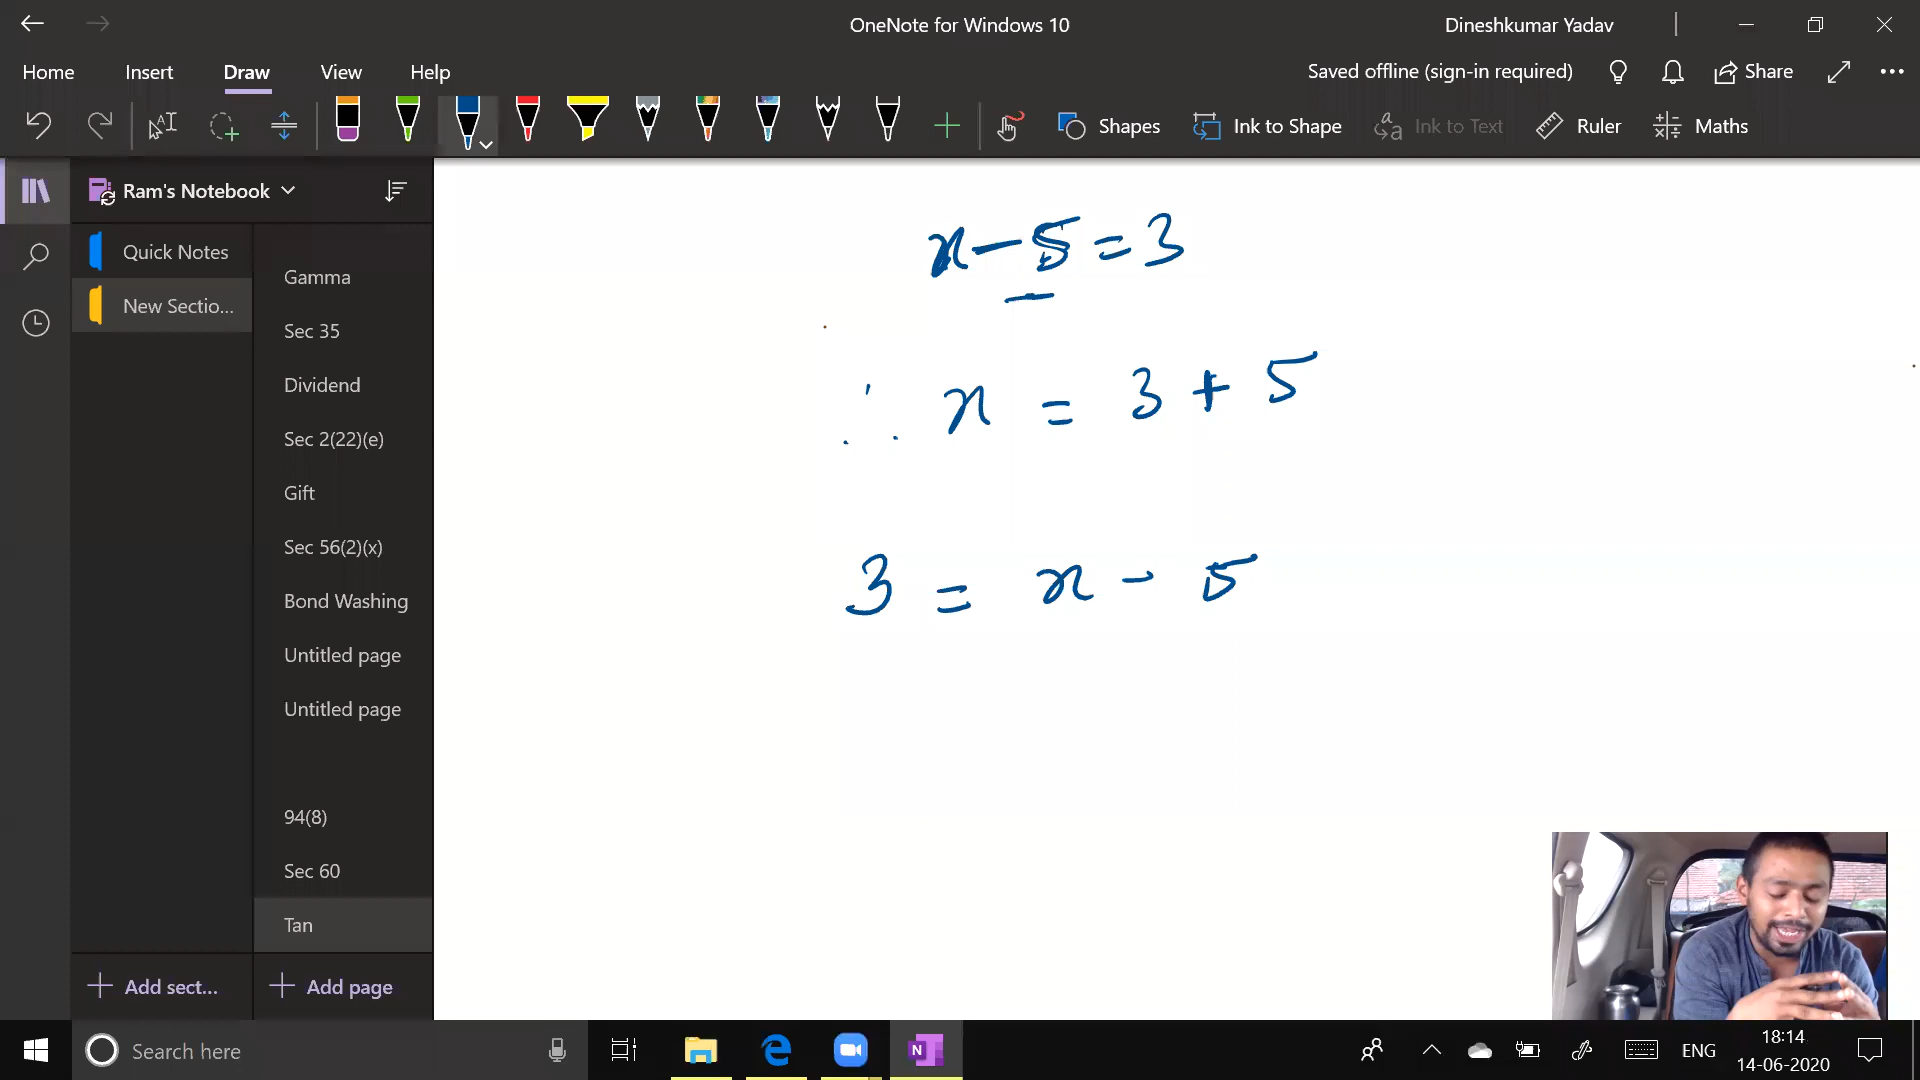 OneNote for Windows 10
Dineshkumar Yadav
Home Insert Draw View Help
Saved offline (sign-in required)
Share
Shapes
Ink to Shape
Ink to Text
Ruler
Maths
Ram's Notebook
Quick Notes
New Sectio...
Gamma
Sec 35
Dividend
Sec 2(22)(e)
Gift
Sec 56(2)(x)
Bond Washing
Untitled page
Untitled page
94(8)
Sec 60
Tan
Add sect...
Add page
x - 5 = 3
∴ x = 3 + 5
3 = x - 5
Search here
ENG
18:14
14-06-2020